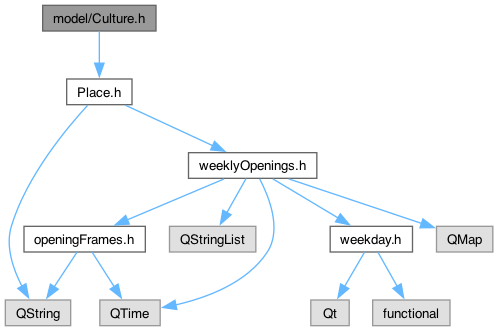 model/Culture.h
Place.h
weeklyOpenings.h
openingFrames.h
QStringList
weekday.h
QMap
QString
QTime
Qt
functional